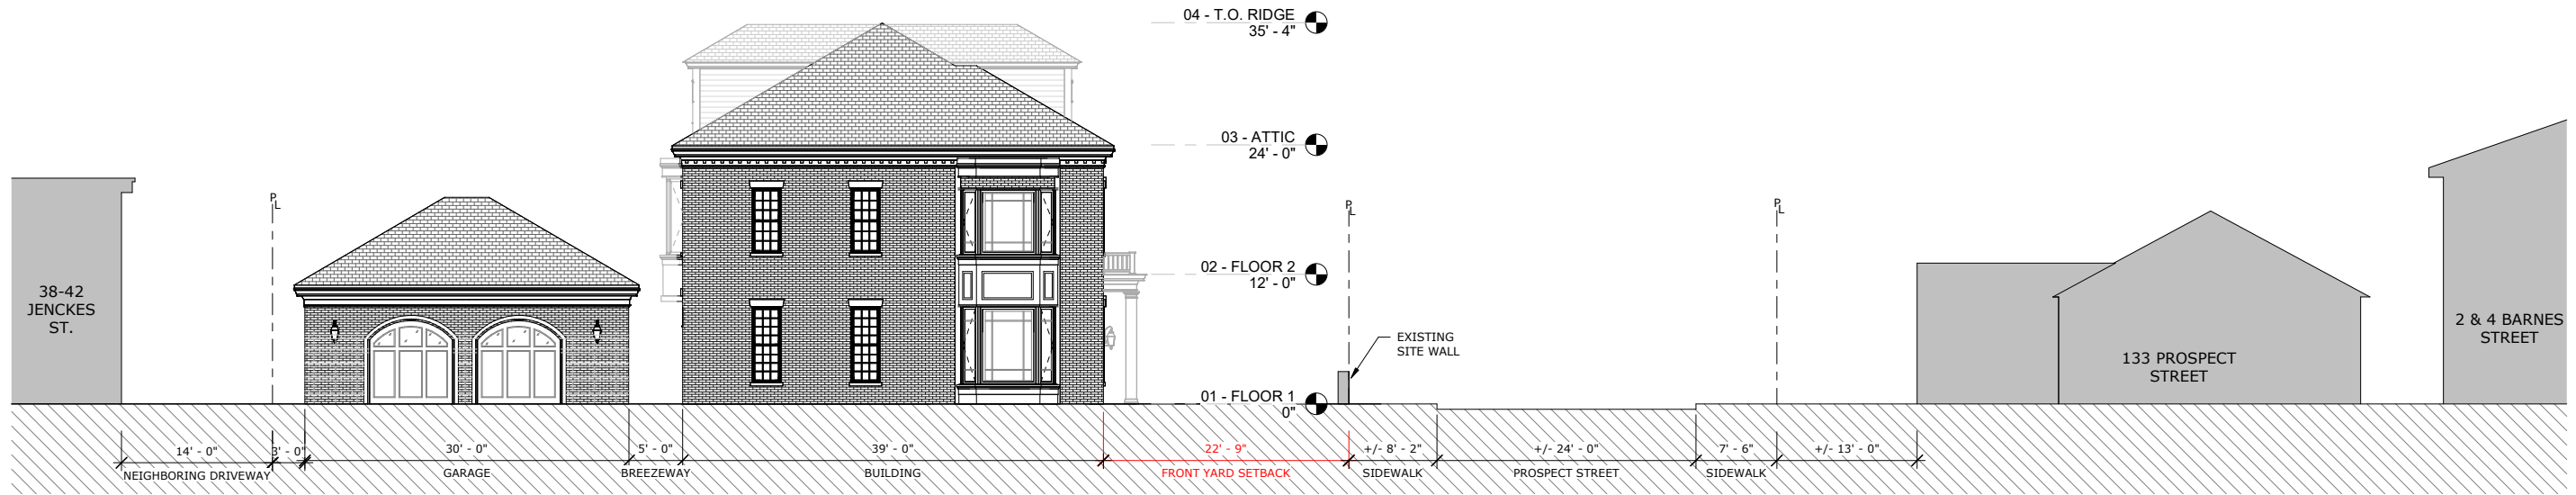 04 - T.O. RIDGE
35' - 4"
03 - ATTIC
24' - 0"
02 - FLOOR 2
12' - 0"
01 - FLOOR 1
0"
PL
PL
PL
38-42
JENCKES
ST.
EXISTING
SITE WALL
133 PROSPECT
STREET
2 & 4 BARNES
STREET
14' - 0"
NEIGHBORING DRIVEWAY
3' - 0"
30' - 0"
GARAGE
5' - 0"
BREEZEWAY
39' - 0"
BUILDING
22' - 9"
FRONT YARD SETBACK
+/- 8' - 2"
SIDEWALK
+/- 24' - 0"
PROSPECT STREET
7' - 6"
SIDEWALK
+/- 13' - 0"